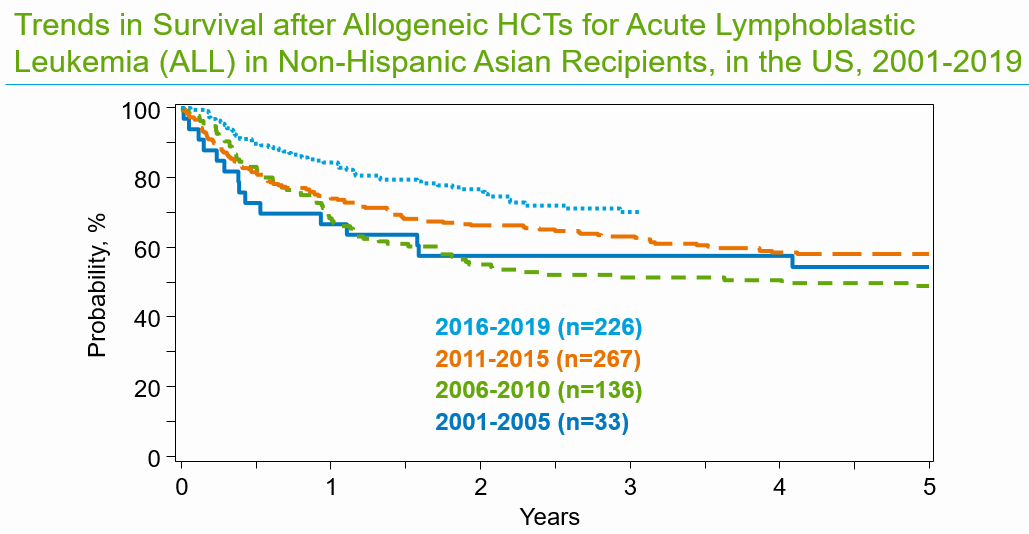 Trends in Survival after Allogeneic HCTs for Acute Lymphoblastic
Leukemia (ALL) in Non-Hispanic Asian Recipients, in the US, 2001-2019
100
80
60
40
20
0
Probability, %
2016-2019 (n=226)
2011-2015 (n=267)
2006-2010 (n=136)
2001-2005 (n=33)
0 1 2 3 4 5
Years